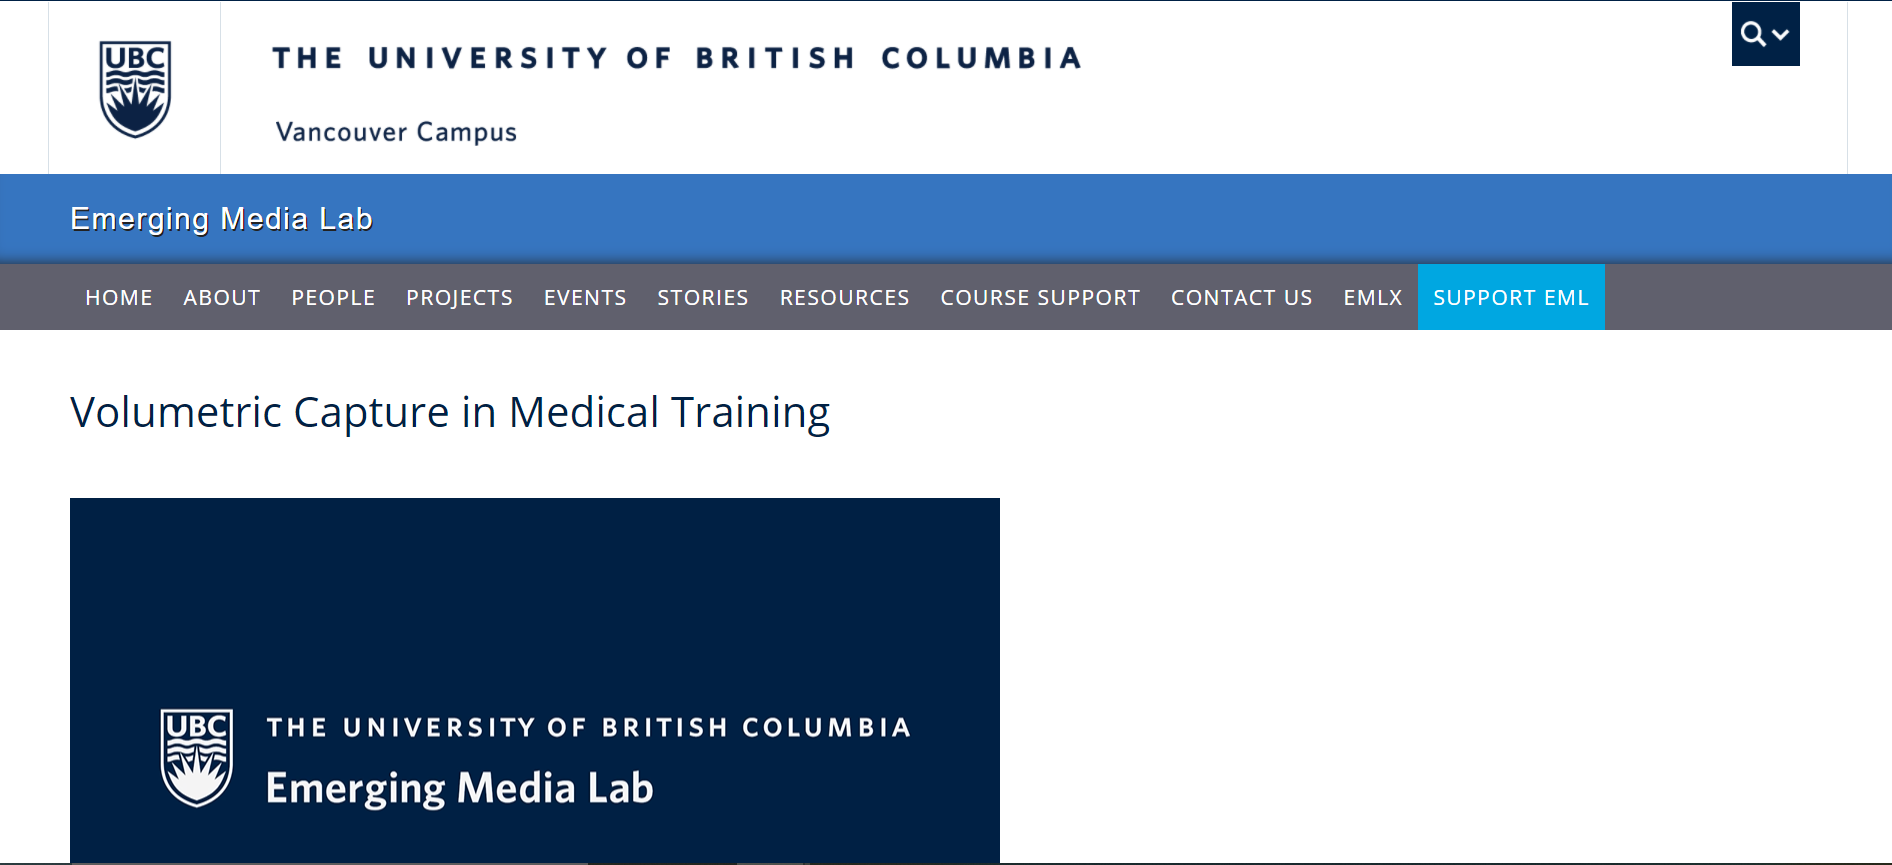 UBC
THE UNIVERSITY OF BRITISH COLUMBIA
Vancouver Campus
Emerging Media Lab
HOME ABOUT PEOPLE PROJECTS EVENTS STORIES RESOURCES COURSE SUPPORT CONTACT US EMLX SUPPORT EML
Volumetric Capture in Medical Training
UBC
THE UNIVERSITY OF BRITISH COLUMBIA
Emerging Media Lab